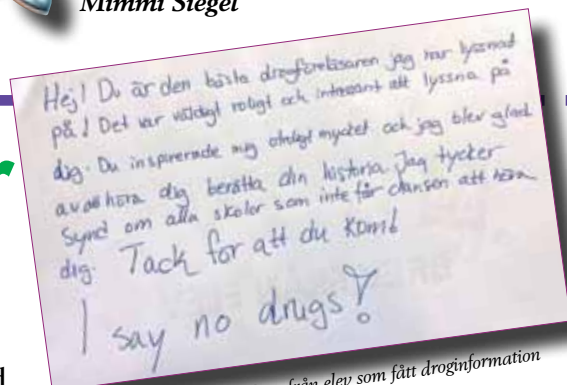 Mimmi Siegel
Hej! Du är den bästa drogföreläsaren jag har lyssnad
på! Det var väldigt roligt och intresant att lyssna på
dig. Du inspirerade mig otroligt mycket och jag blev glad
av att höra dig berätta din historia. Jag tycker
synd om alla skolor som inte får chansen att höra
dig. Tack för att du kom!
I say no drugs!
från elev som fått droginformation